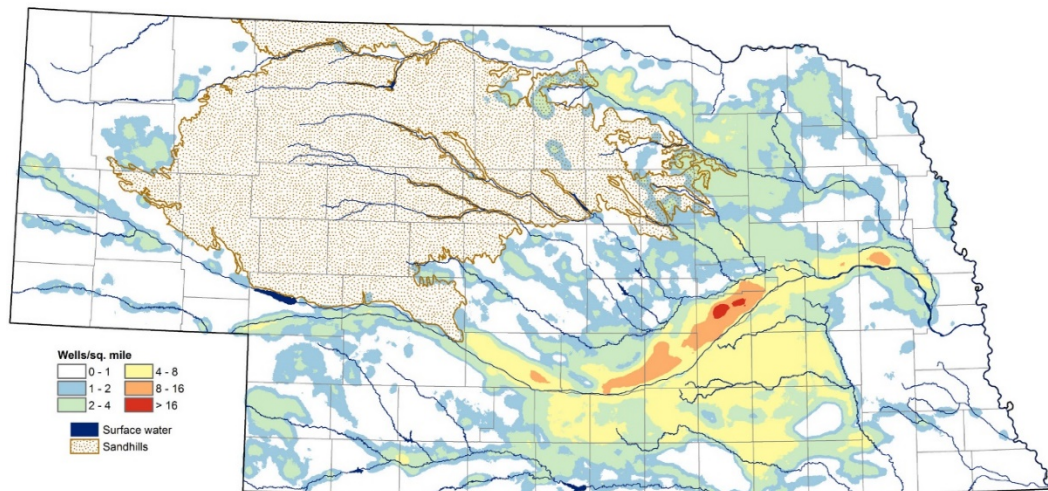 Wells/sq. mile
0 - 1
4 - 8
1 - 2
8 - 16
2 - 4
> 16
Surface water
Sandhills